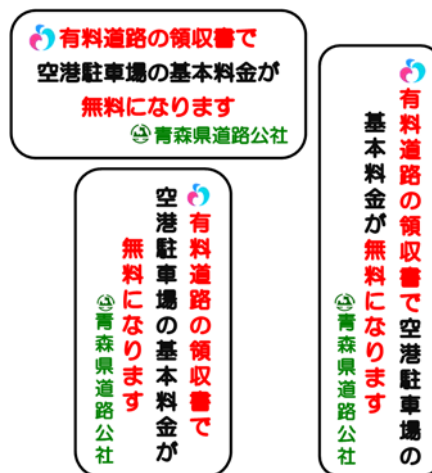 有料道路の領収書で
空港駐車場の基本料金が
無料になります
青森県道路公社
有料道路の領収書で
空港駐車場の基本料金が
無料になります
青森県道路公社
有料道路の領収書で空港駐車場の
基本料金が無料になります
青森県道路公社